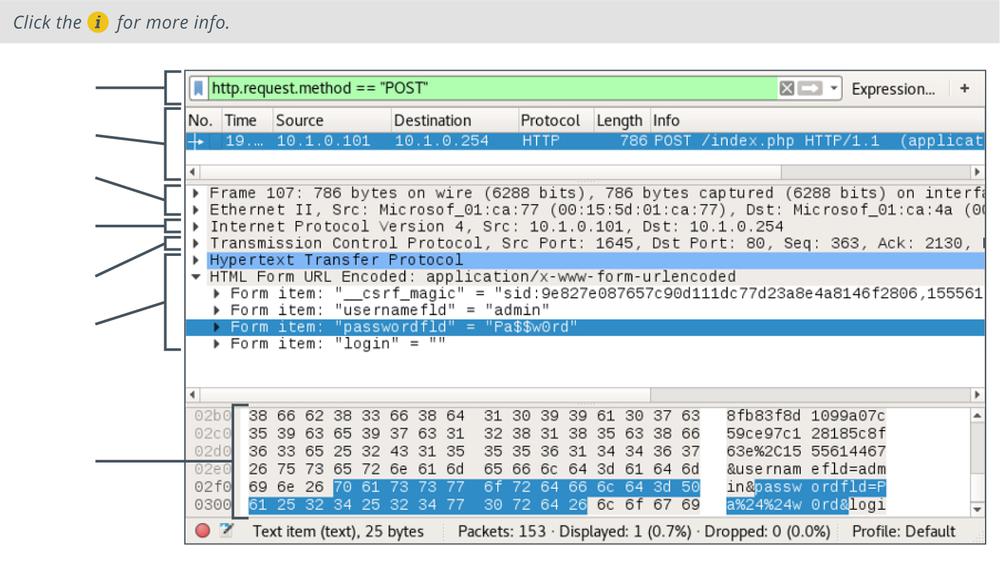 Click the i for more info.
http.request.method == "POST" Expression... +
No. Time Source Destination Protocol Length Info
19... 10.1.0.101 10.1.0.254 HTTP 786 POST /index.php HTTP/1.1 (applicat
Frame 107: 786 bytes on wire (6288 bits), 786 bytes captured (6288 bits) on interfa
Ethernet II, Src: Microsof_01:ca:77 (00:15:5d:01:ca:77), Dst: Microsof_01:ca:4a (00
Internet Protocol Version 4, Src: 10.1.0.101, Dst: 10.1.0.254
Transmission Control Protocol, Src Port: 1645, Dst Port: 80, Seq: 363, Ack: 2130,
Hypertext Transfer Protocol
HTML Form URL Encoded: application/x-www-form-urlencoded
Form item: "__csrf_magic" = "sid:9e827e087657c90d111dc77d23a8e4a8146f2806,155561
Form item: "usernamefld" = "admin"
Form item: "passwordfld" = "Pa$$w0rd"
Form item: "login" = ""
02b0 38 66 62 38 33 66 38 64 31 30 39 39 61 30 37 63 8fb83f8d 1099a07c
02c0 35 39 63 65 39 37 63 31 32 38 31 38 35 63 38 66 59ce97c1 28185c8f
02d0 36 33 65 25 32 43 31 35 35 35 36 31 34 34 36 37 63e%2C15 55614467
02e0 26 75 73 65 72 6e 61 6d 65 66 6c 64 3d 61 64 6d &usernam efld=adm
02f0 69 6e 26 70 61 73 73 77 6f 72 64 66 6c 64 3d 50 in&passw ordfld=P
0300 61 25 32 34 25 32 34 77 30 72 64 26 6c 6f 67 69 a%24%24w 0rd&logi
Text item (text), 25 bytes Packets: 153 · Displayed: 1 (0.7%) · Dropped: 0 (0.0%) Profile: Default